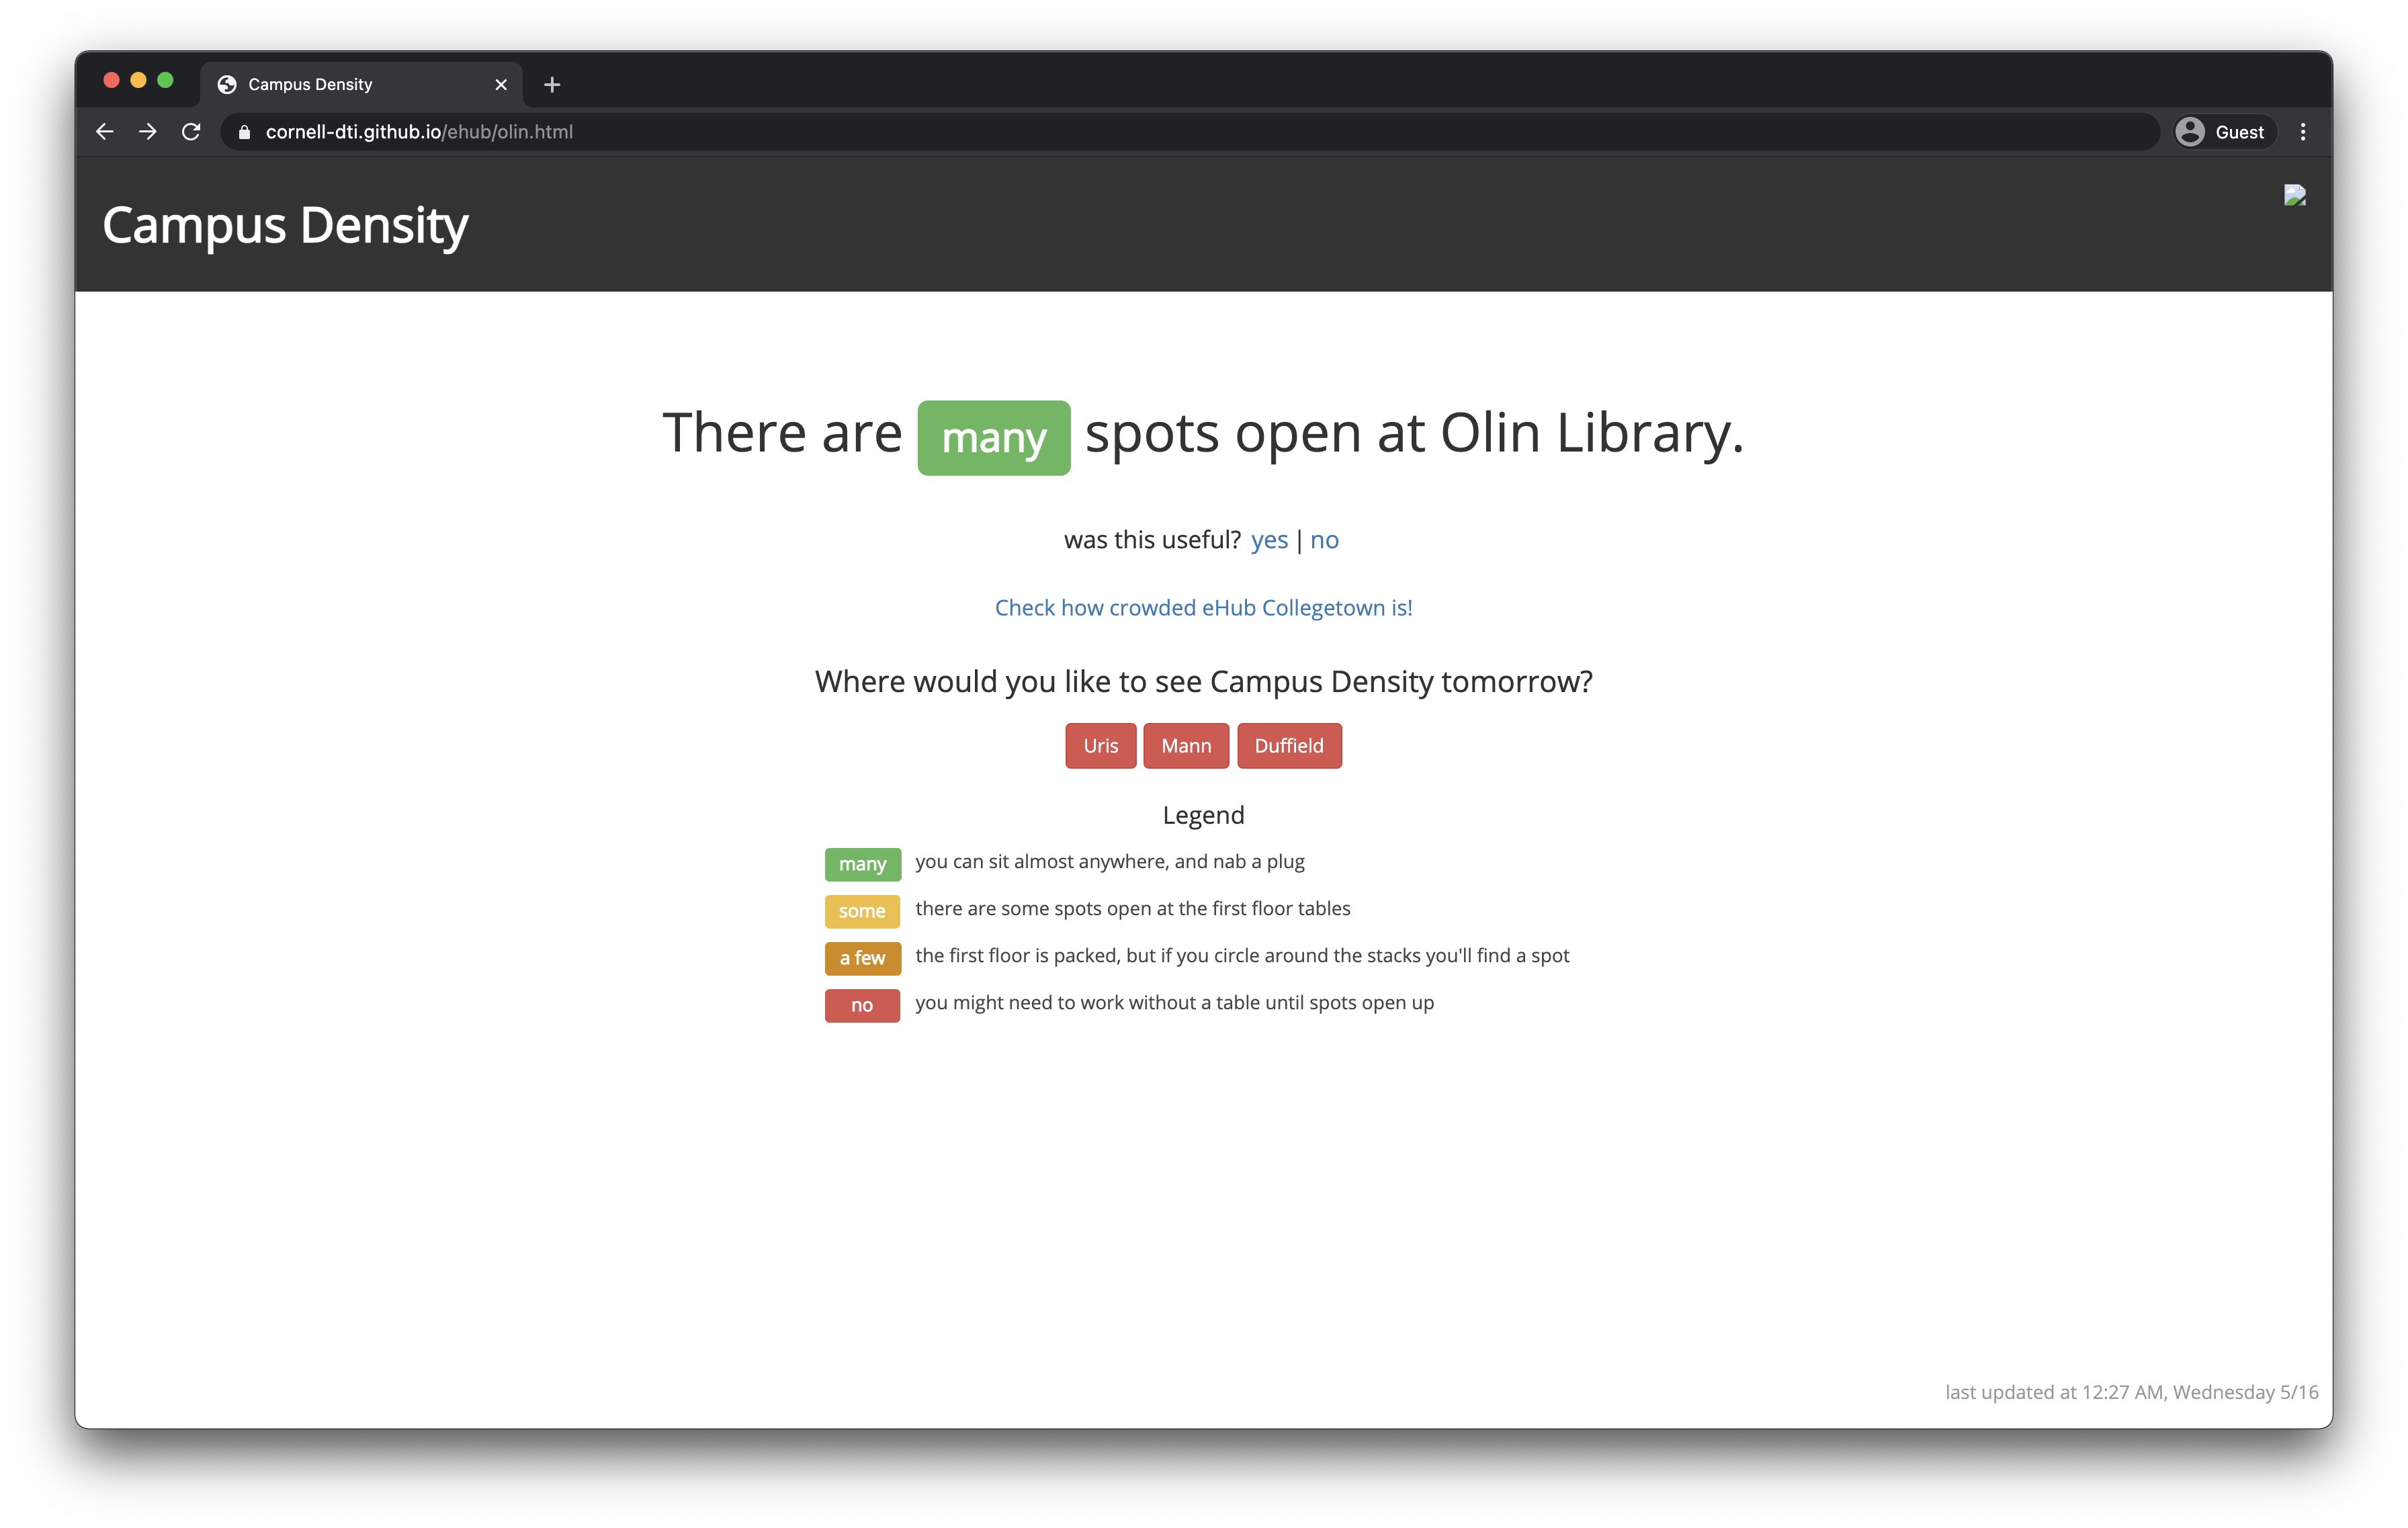 Campus Density
cornell-dti.github.io/ehub/olin.html
Guest
Campus Density
There are many spots open at Olin Library.
was this useful? yes | no
Check how crowded eHub Collegetown is!
Where would you like to see Campus Density tomorrow?
Uris Mann Duffield
Legend
many you can sit almost anywhere, and nab a plug
some there are some spots open at the first floor tables
a few the first floor is packed, but if you circle around the stacks you'll find a spot
no you might need to work without a table until spots open up
last updated at 12:27 AM, Wednesday 5/16